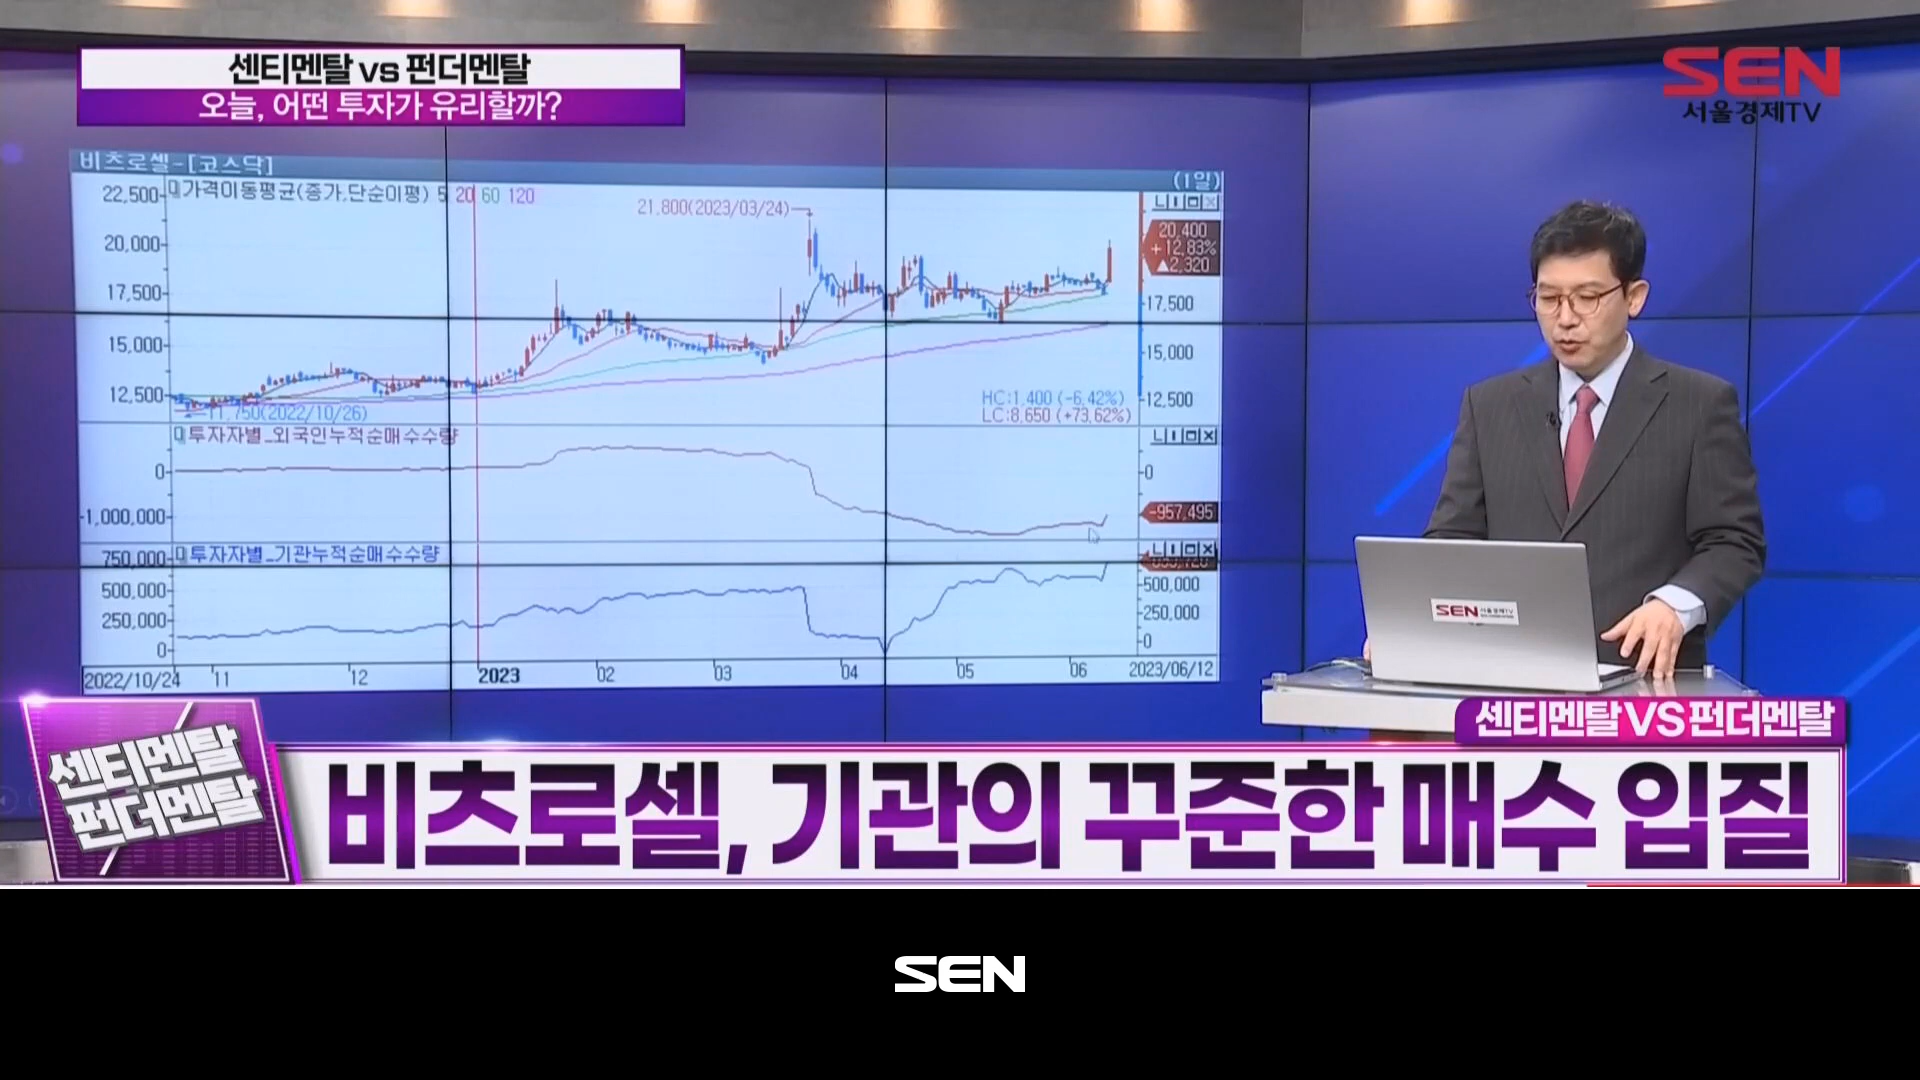 센티멘탈 vs 펀더멘탈
오늘, 어떤 투자가 유리할까?
SEN
서울경제TV
비츠로셀-[코스닥]
(1일)
22,500
가격이동평균(종가,단순이평) 5 20 60 120
21,800(2023/03/24)
20,000
17,500
15,000
12,500
20,400
+12,83%
▲2,320
17,500
15,000
12,500
11,750(2022/10/26)
HC:1,400 (-6,42%)
LC:8,650 (+73,62%)
투자자별_외국인누적순매수수량
0
-1,000,000
0
-957,495
750,000
투자자별_기관누적순매수수량
500,000
250,000
0
500,000
250,000
0
2022/10/24
11
12
2023
02
03
04
05
06
2023/06/12
SEN 서울경제TV
센티멘탈 VS 펀더멘탈
센티멘탈
펀더멘탈
비츠로셀, 기관의 꾸준한 매수 입질
SEN